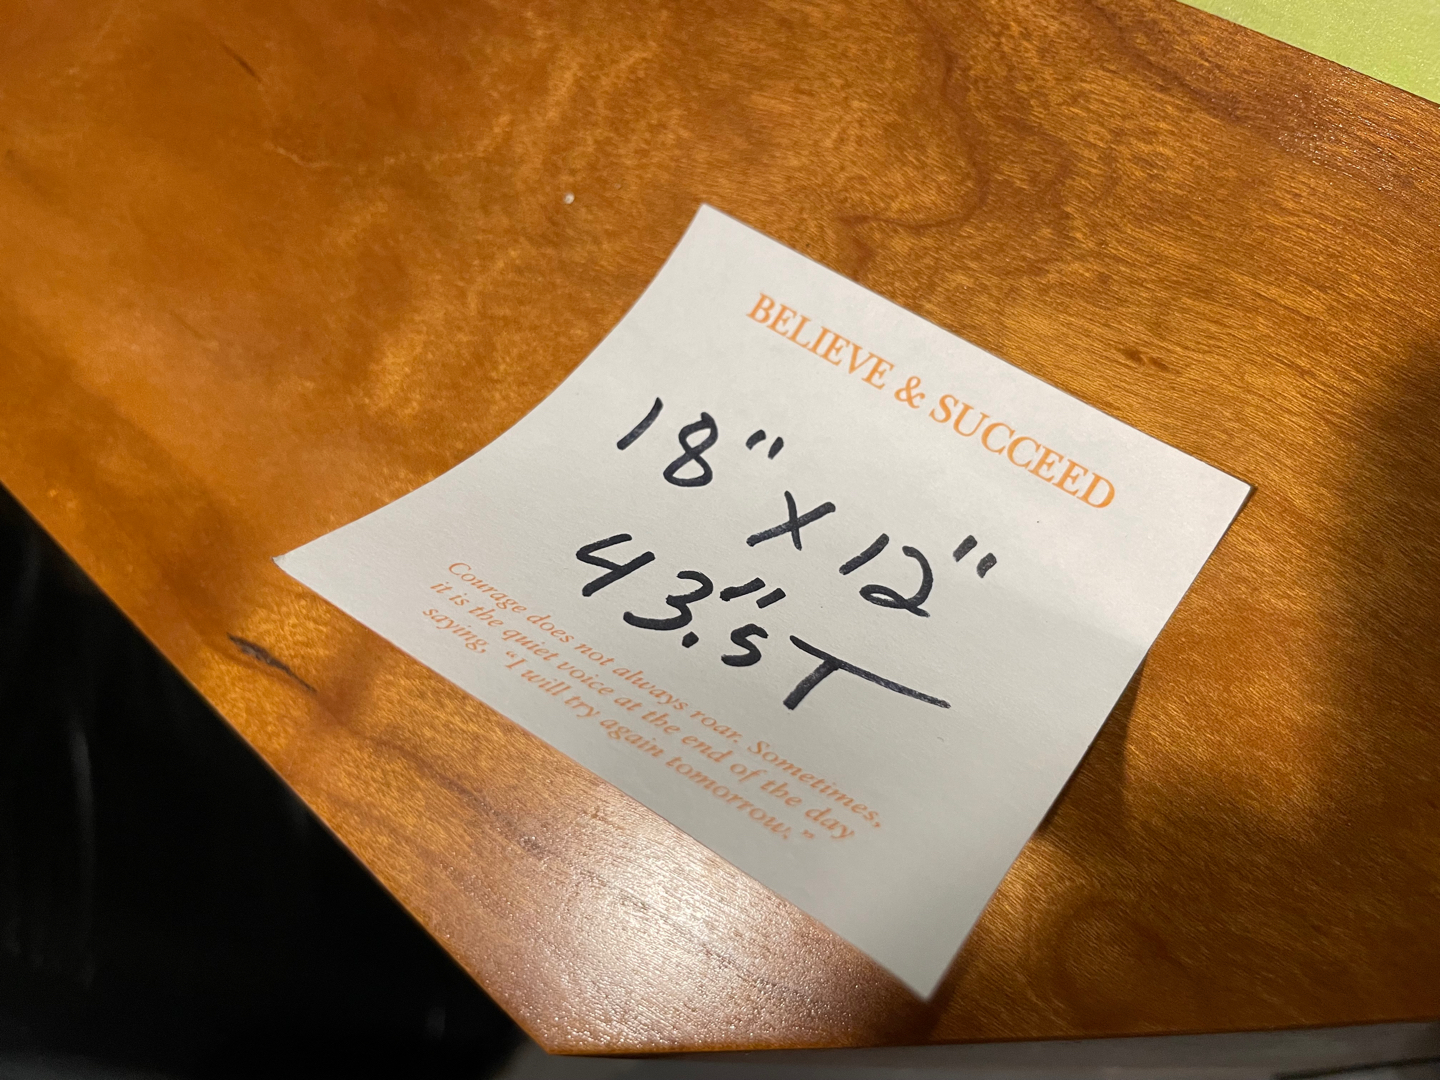 BELIEVE & SUCCEED
18" X 12"
43."5 T
Courage does not always roar. Sometimes,
it is the quiet voice at the end of the day
saying, "I will try again tomorrow."